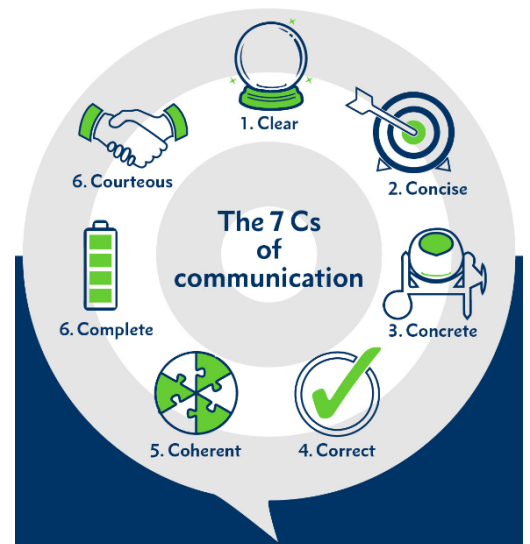 The 7 Cs
of
communication
1. Clear
2. Concise
3. Concrete
4. Correct
5. Coherent
6. Complete
6. Courteous